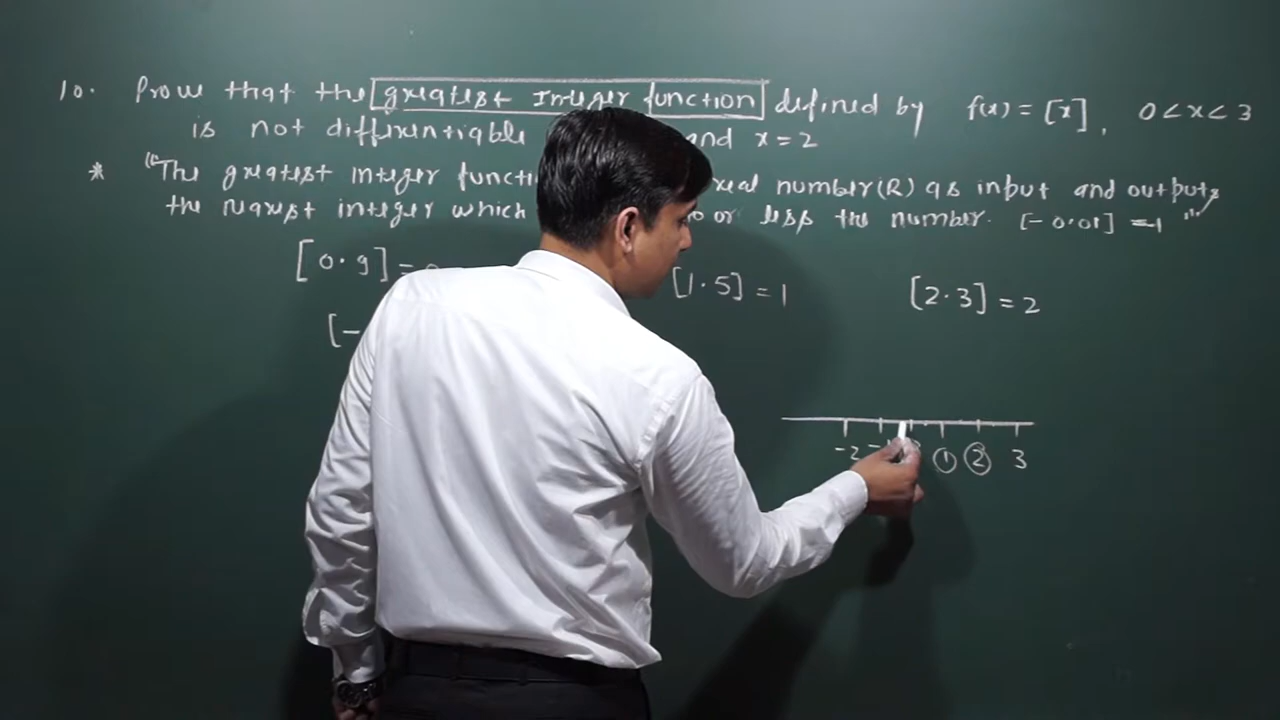 10. Prove that the greatest Integer function defined by f(x) = [x], 0 < x < 3
is not differentiable and x = 2
* "The greatest integer real number (R) as input and outputs
the nearest integer which or less the number. [-0.01] = -1 "
[0.9] = [1.5] = 1 [2.3] = 2
[-
-2 1 2 3